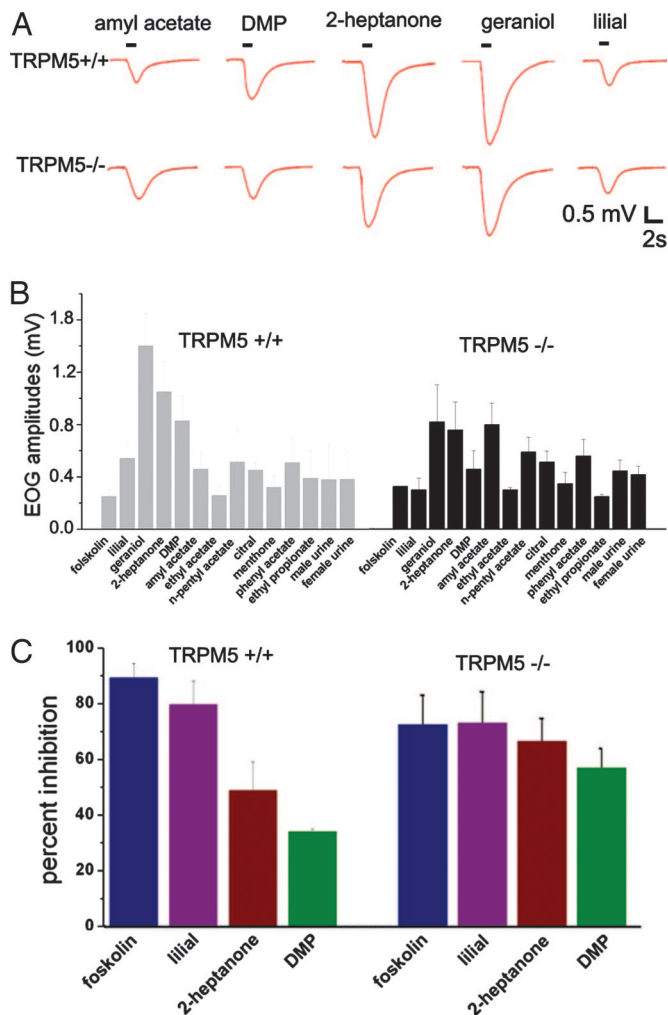 A
amyl acetate DMP 2-heptanone geraniol lilial
TRPM5+/+
TRPM5-/-
0.5 mV
2s
B
EOG amplitudes (mV)
1.8
1.2
0.8
0.4
0.0
TRPM5 +/+
TRPM5 -/-
folskolin
lilial
geraniol
2-heptanone
DMP
amyl acetate
ethyl acetate
n-pentyl acetate
citral
menthone
phenyl acetate
ethyl propionate
male urine
female urine
folskolin
lilial
geraniol
2-heptanone
DMP
amyl acetate
ethyl acetate
n-pentyl acetate
citral
menthone
phenyl acetate
ethyl propionate
male urine
female urine
C
percent inhibition
100
80
60
40
20
0
TRPM5 +/+
TRPM5 -/-
foskolin
lilial
2-heptanone
DMP
foskolin
lilial
2-heptanone
DMP